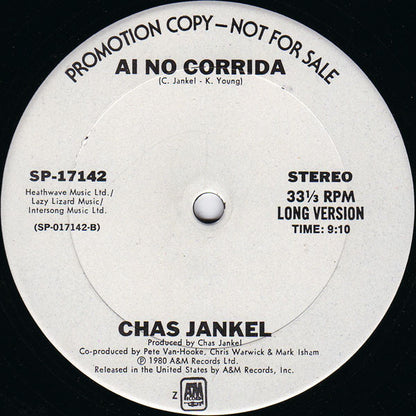 PROMOTION COPY – NOT FOR SALE
AI NO CORRIDA
(C. Jankel - K. Young)
SP-17142
Heathwave Music Ltd./
Lazy Lizard Music/
Intersong Music Ltd.
(SP-017142-B)
STEREO
33⅓ RPM
LONG VERSION
TIME: 9:10
CHAS JANKEL
Produced by Chas Jankel
Co-produced by Pete Van-Hooke, Chris Warwick & Mark Isham
℗ 1980 A&M Records Ltd.
Released in the United States by A&M Records, Inc.
Z
A&M